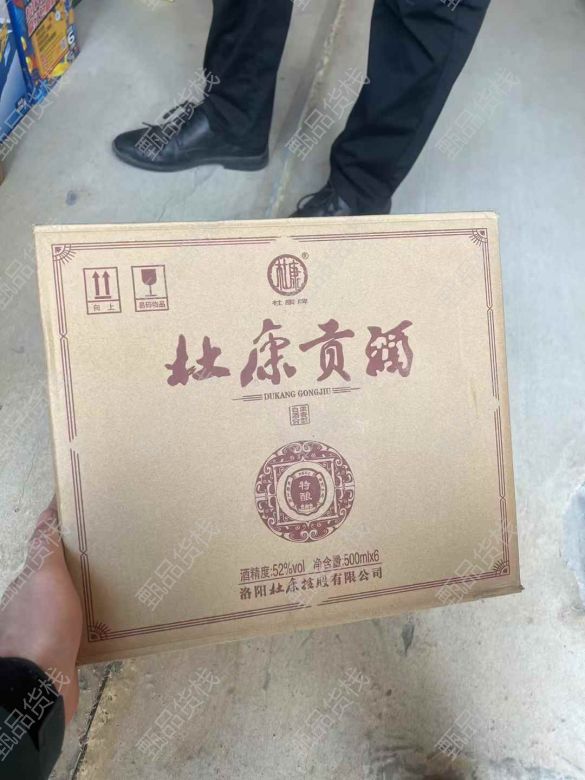 杜康®
杜康牌
向上
易碎物品
杜康贡酒
DUKANG GONGJIU
特酿
酒精度:52%vol 净含量:500mlx6
洛阳杜康控股有限公司
甄品货栈